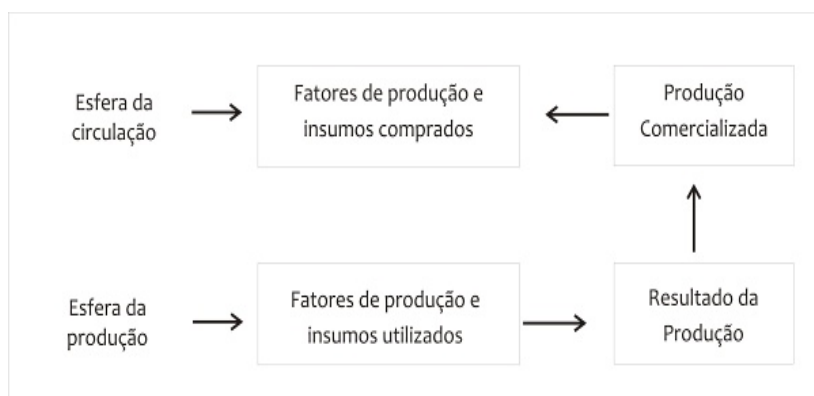 Esfera da
circulação
Fatores de produção e
insumos comprados
Produção
Comercializada
Esfera da
produção
Fatores de produção e
insumos utilizados
Resultado da
Produção